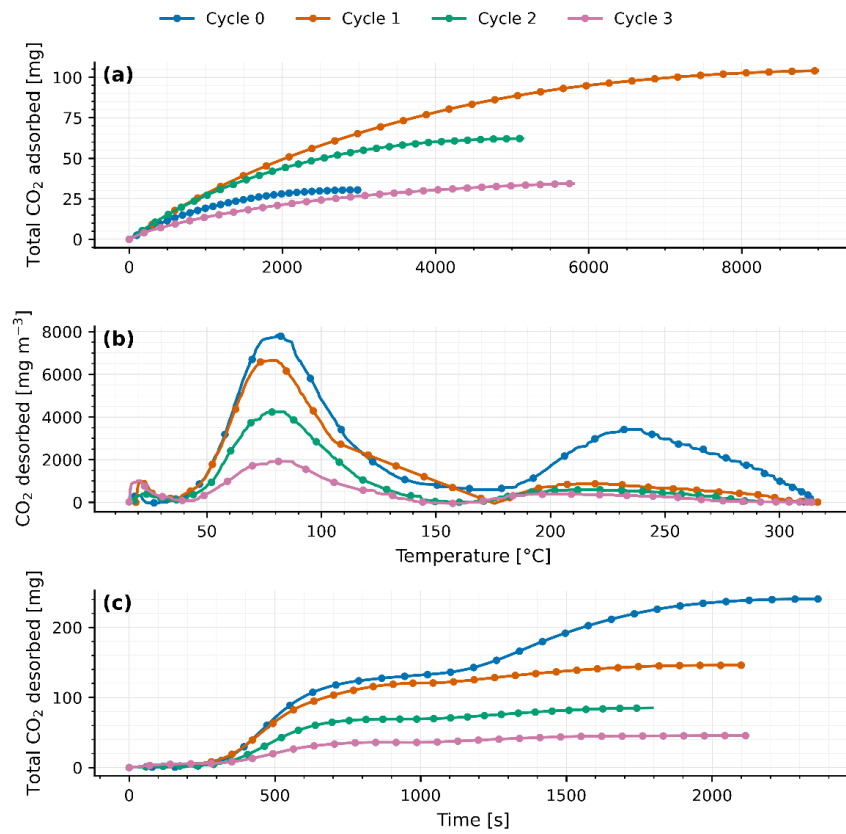 Cycle 0 Cycle 1 Cycle 2 Cycle 3
(a)
Total CO₂ adsorbed [mg]
100
75
50
25
0
0 2000 4000 6000 8000
(b)
CO₂ desorbed [mg m⁻³]
8000
6000
4000
2000
0
50 100 150 200 250 300
Temperature [°C]
(c)
Total CO₂ desorbed [mg]
200
100
0
0 500 1000 1500 2000
Time [s]